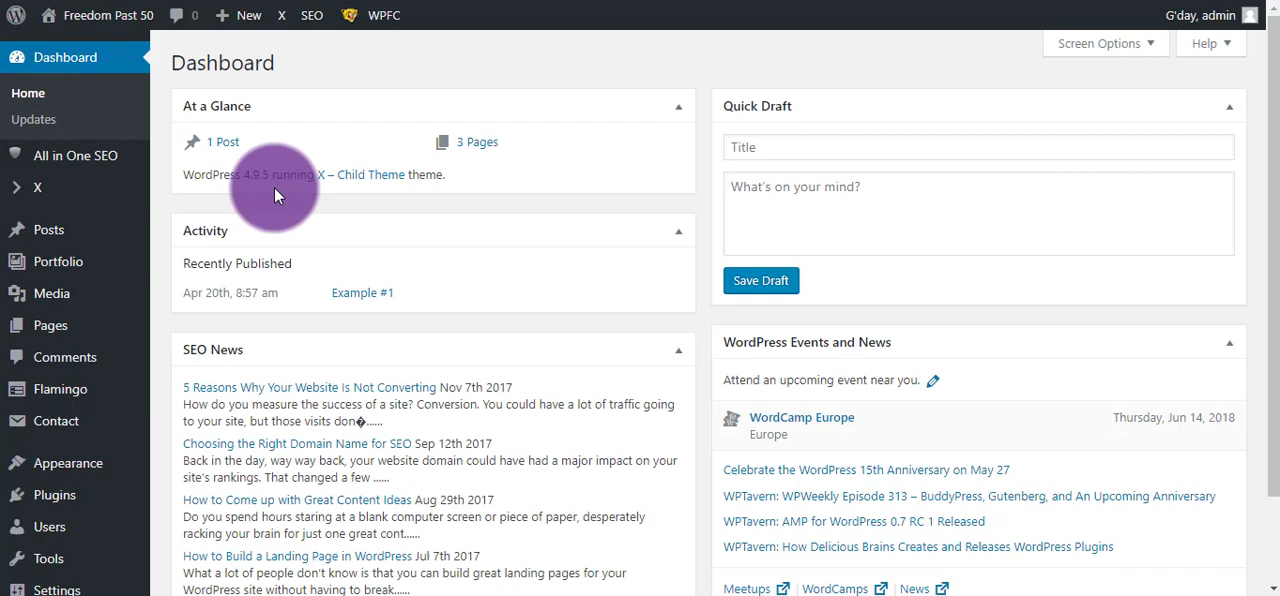 Freedom Past 50
0
New
X
SEO
WPFC
G'day, admin
Dashboard
Home
Updates
All in One SEO
X
Posts
Portfolio
Media
Pages
Comments
Flamingo
Contact
Appearance
Plugins
Users
Tools
Settings
Screen Options ▼
Help ▼
Dashboard
At a Glance
1 Post
3 Pages
WordPress 4.9.5 running X – Child Theme theme.
Activity
Recently Published
Apr 20th, 8:57 am Example #1
SEO News
5 Reasons Why Your Website Is Not Converting Nov 7th 2017
How do you measure the success of a site? Conversion. You could have a lot of traffic going
to your site, but those visits don�......
Choosing the Right Domain Name for SEO Sep 12th 2017
Back in the day, way way back, your website domain could have had a major impact on your
site's rankings. That changed a few ......
How to Come up with Great Content Ideas Aug 29th 2017
Do you spend hours staring at a blank computer screen or piece of paper, desperately
racking your brain for just one great cont......
How to Build a Landing Page in WordPress Jul 7th 2017
What a lot of people don't know is that you can build great landing pages for your
WordPress site without having to break......
Quick Draft
Title
What's on your mind?
Save Draft
WordPress Events and News
Attend an upcoming event near you.
WordCamp Europe
Thursday, Jun 14, 2018
Europe
Celebrate the WordPress 15th Anniversary on May 27
WPTavern: WPWeekly Episode 313 – BuddyPress, Gutenberg, and An Upcoming Anniversary
WPTavern: AMP for WordPress 0.7 RC 1 Released
WPTavern: How Delicious Brains Creates and Releases WordPress Plugins
Meetups | WordCamps | News